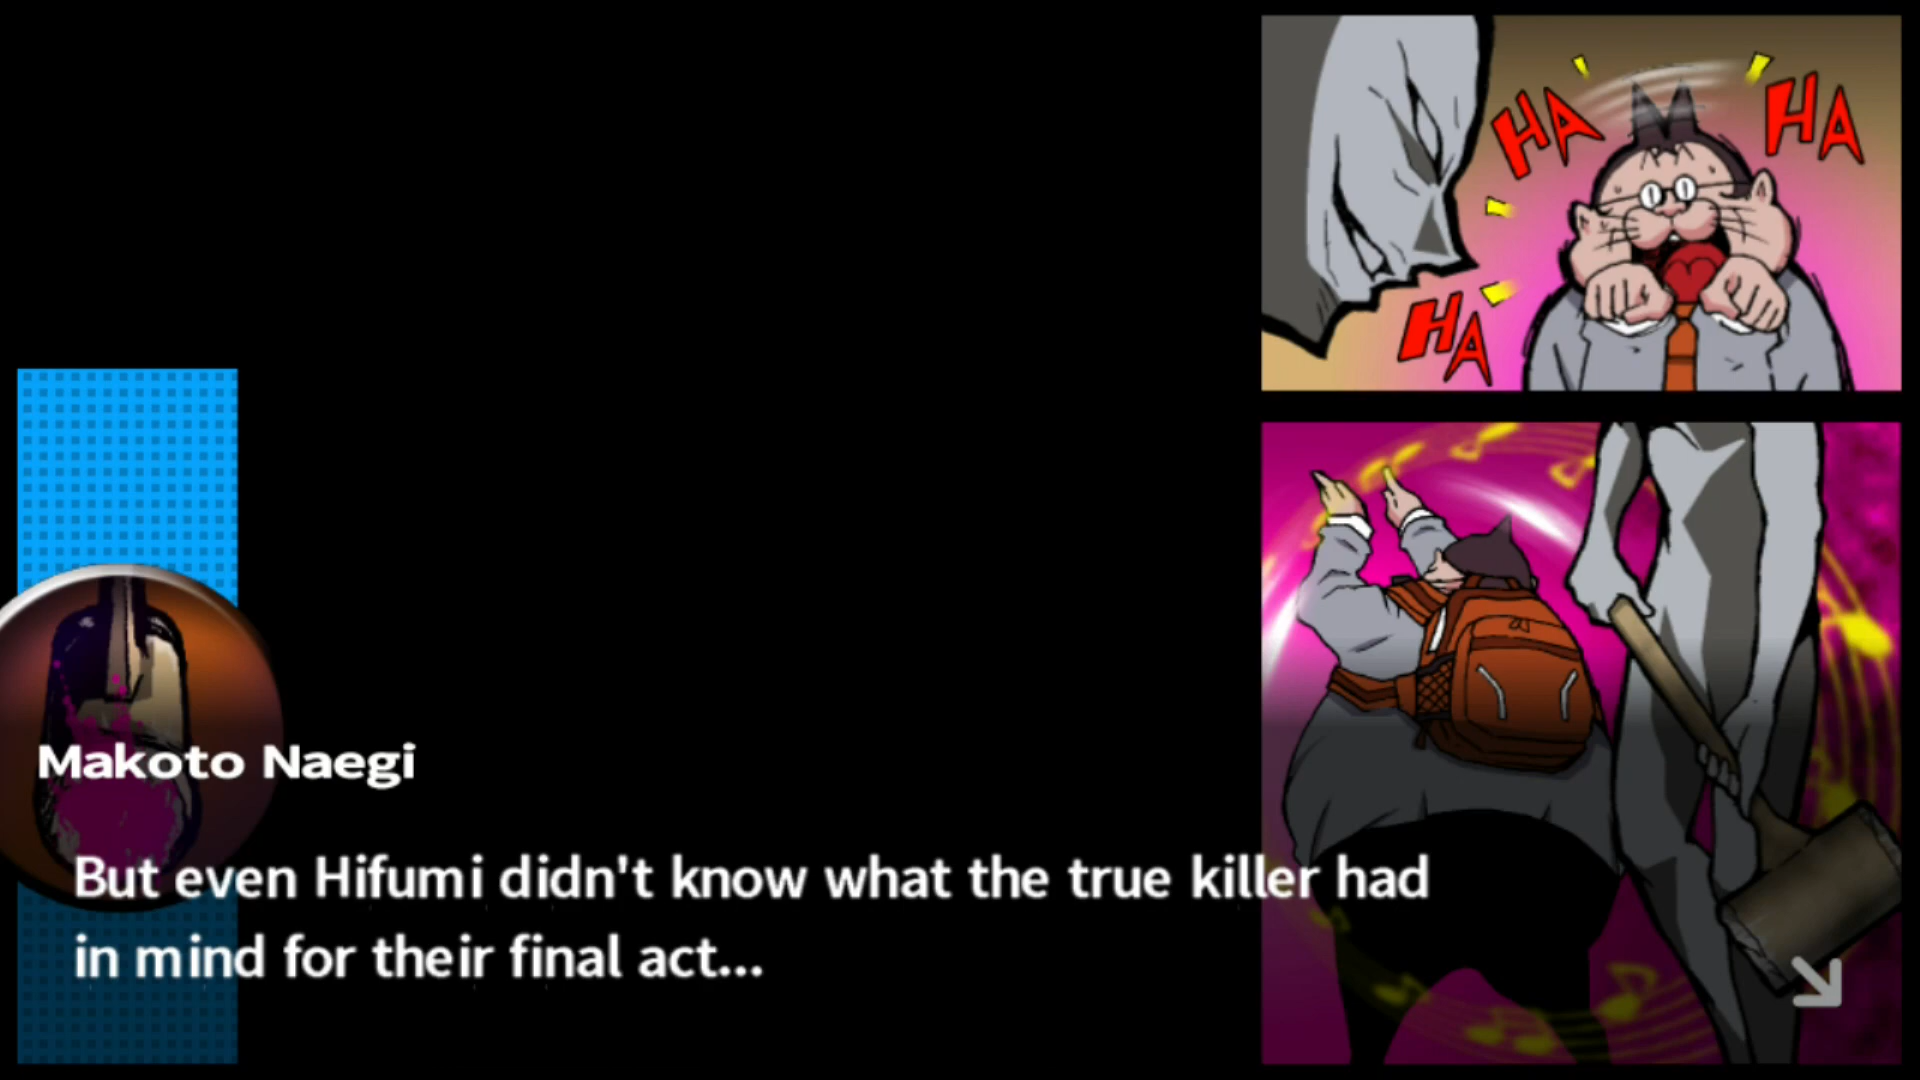 HA
HA
HA
Makoto Naegi
But even Hifumi didn't know what the true killer had
in mind for their final act...